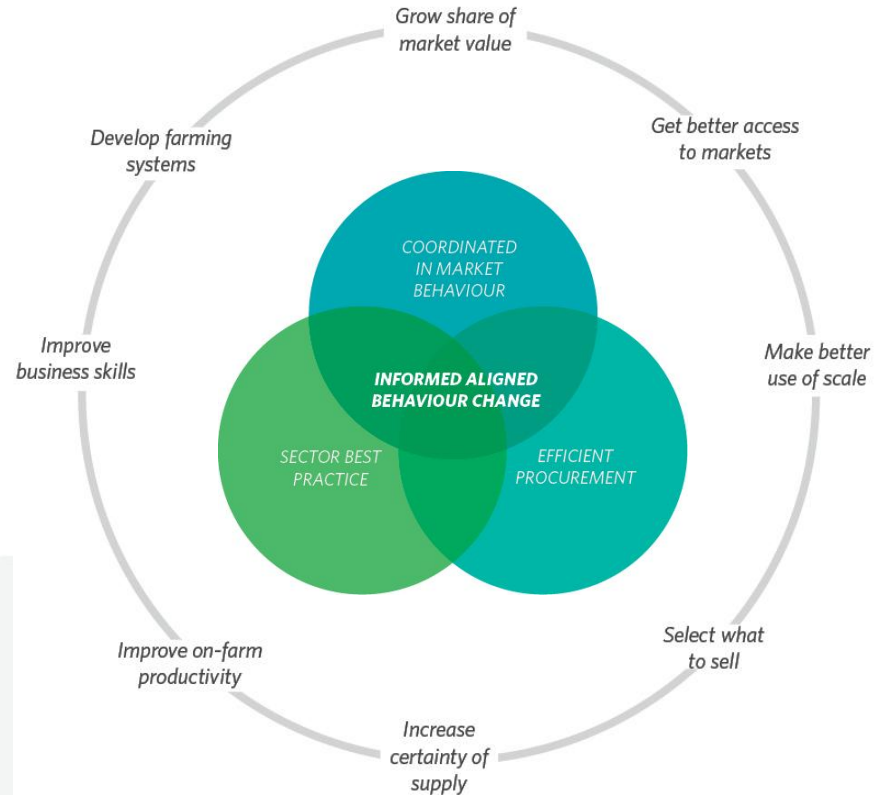 Grow share of
market value
Get better access
to markets
Develop farming
systems
COORDINATED
IN MARKET
BEHAVIOUR
Improve
business skills
Make better
use of scale
INFORMED ALIGNED
BEHAVIOUR CHANGE
SECTOR BEST
PRACTICE
EFFICIENT
PROCUREMENT
Improve on-farm
productivity
Select what
to sell
Increase
certainty of
supply